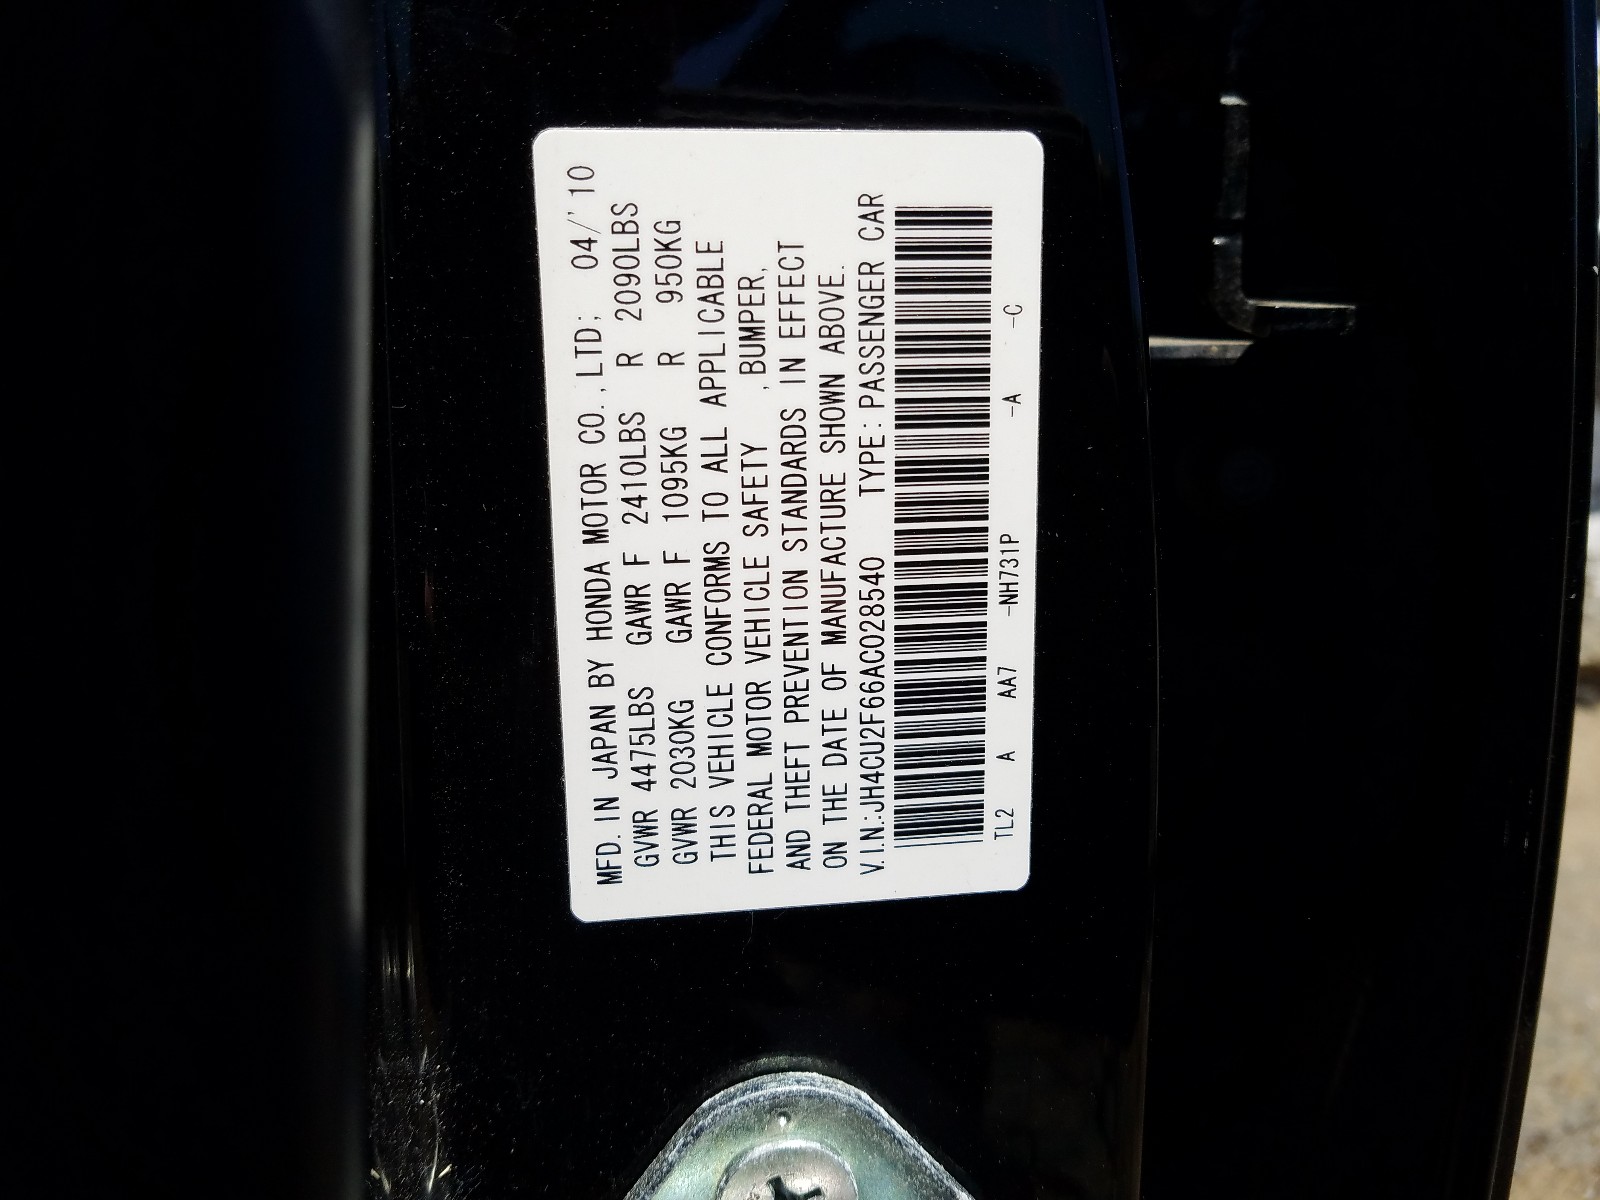 MFD. IN JAPAN BY HONDA MOTOR CO., LTD; 04/'10
GVWR 4475LBS GAWR F 2410LBS R 2090LBS
GVWR 2030KG GAWR F 1095KG R 950KG
THIS VEHICLE CONFORMS TO ALL APPLICABLE
FEDERAL MOTOR VEHICLE SAFETY , BUMPER,
AND THEFT PREVENTION STANDARDS IN EFFECT
ON THE DATE OF MANUFACTURE SHOWN ABOVE.
V.I.N.:JH4CU2F66AC028540 TYPE:PASSENGER CAR
TL2 A AA7 -NH731P -A -C